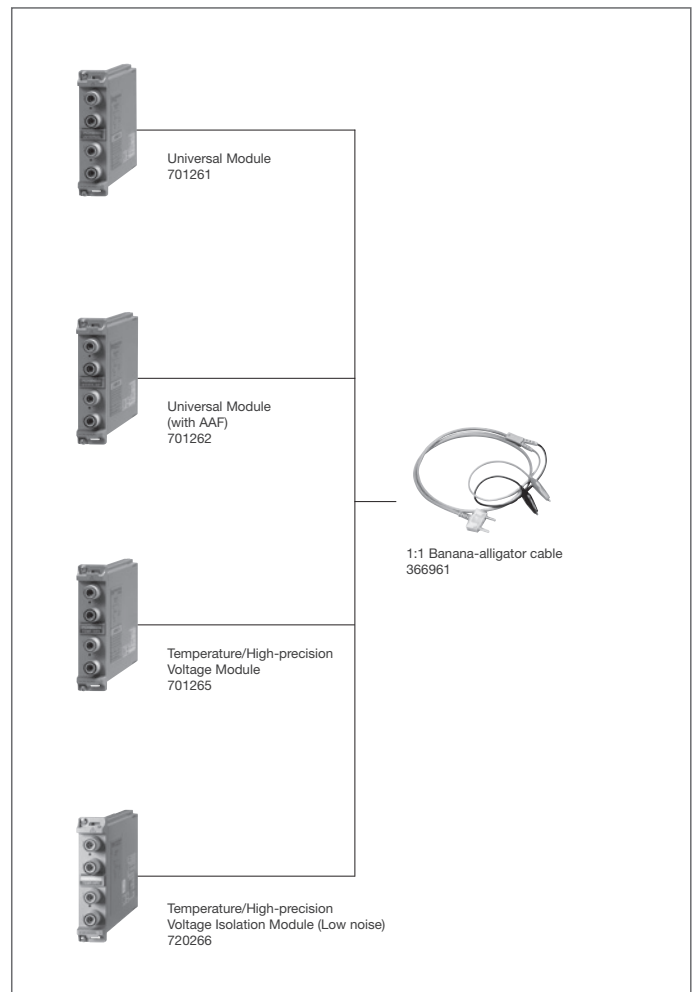 Universal Module
701261
Universal Module
(with AAF)
701262
1:1 Banana-alligator cable
366961
Temperature/High-precision
Voltage Module
701265
Temperature/High-precision
Voltage Isolation Module (Low noise)
720266